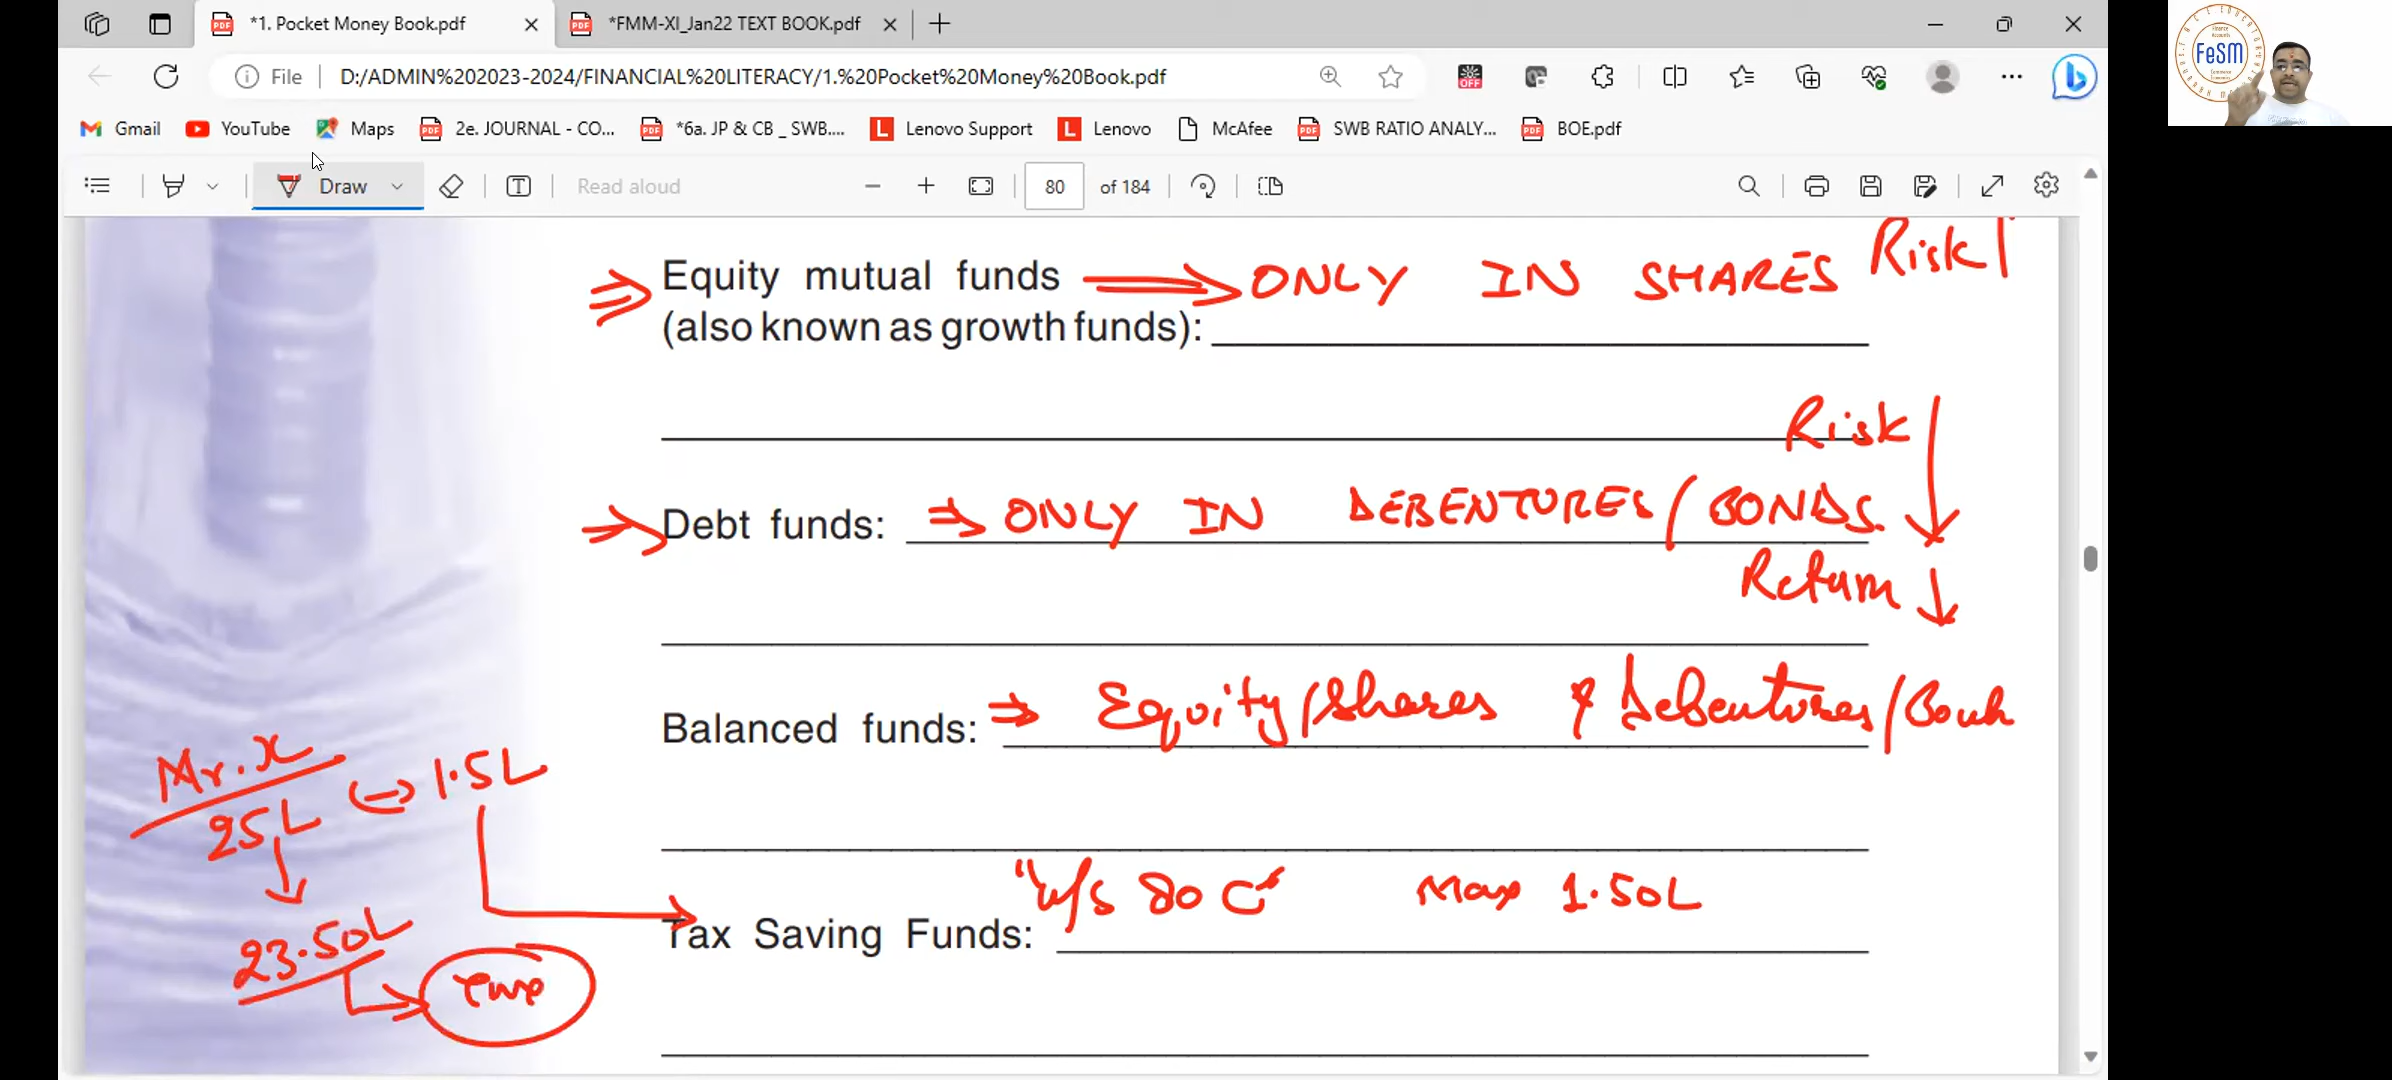 *1. Pocket Money Book.pdf
*FMM-XI_Jan22 TEXT BOOK.pdf
File D:/ADMIN%202023-2024/FINANCIAL%20LITERACY/1.%20Pocket%20Money%20Book.pdf
OFF
Gmail YouTube Maps 2e. JOURNAL - CO... *6a. JP & CB _ SWB.... Lenovo Support Lenovo McAfee SWB RATIO ANALY... BOE.pdf
Draw Read aloud 80 of 184
FeSM
Equity mutual funds ONLY IN SHARES Risk
(also known as growth funds):
Risk
Debt funds: ONLY IN DEBENTURES/BONDS
Return
Balanced funds: Equity/Shares & Debentures/
Mr. X (-) 1.5L
25L
"u/s 80 C" Max 1.50L
Tax Saving Funds:
23.50L